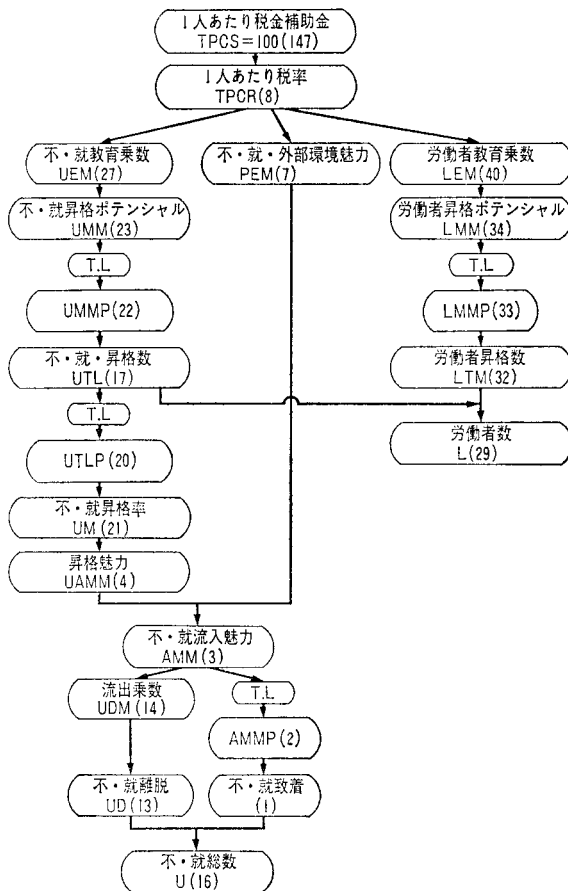 1人あたり税金補助金
TPCS=100(147)
1人あたり税率
TPCR(8)
不・就教育乗数
UEM(27)
不・就・外部環境魅力
PEM(7)
労働者教育乗数
LEM(40)
不・就昇格ポテンシャル
UMM(23)
労働者昇格ポテンシャル
LMM(34)
T.L
T.L
UMMP(22)
LMMP(33)
不・就・昇格数
UTL(17)
労働者昇格数
LTM(32)
T.L
労働者数
L(29)
UTLP(20)
不・就昇格率
UM(21)
昇格魅力
UAMM(4)
不・就流入魅力
AMM(3)
流出乗数
UDM(14)
T.L
AMMP(2)
不・就離脱
UD(13)
不・就致着
(1)
不・就総数
U(16)